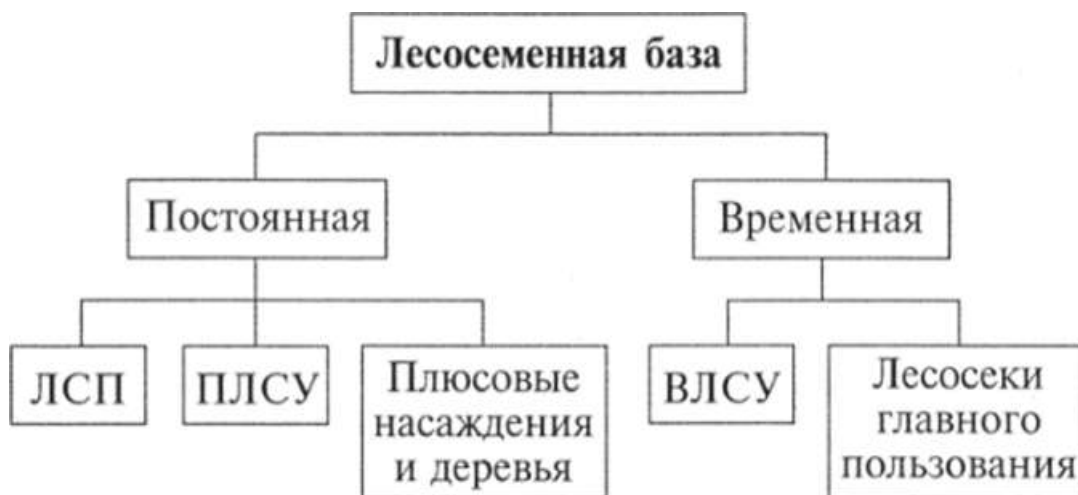 Лесосеменная база
Постоянная
Временная
ЛСП
ПЛСУ
Плюсовые
насаждения
и деревья
ВЛСУ
Лесосеки
главного
пользования